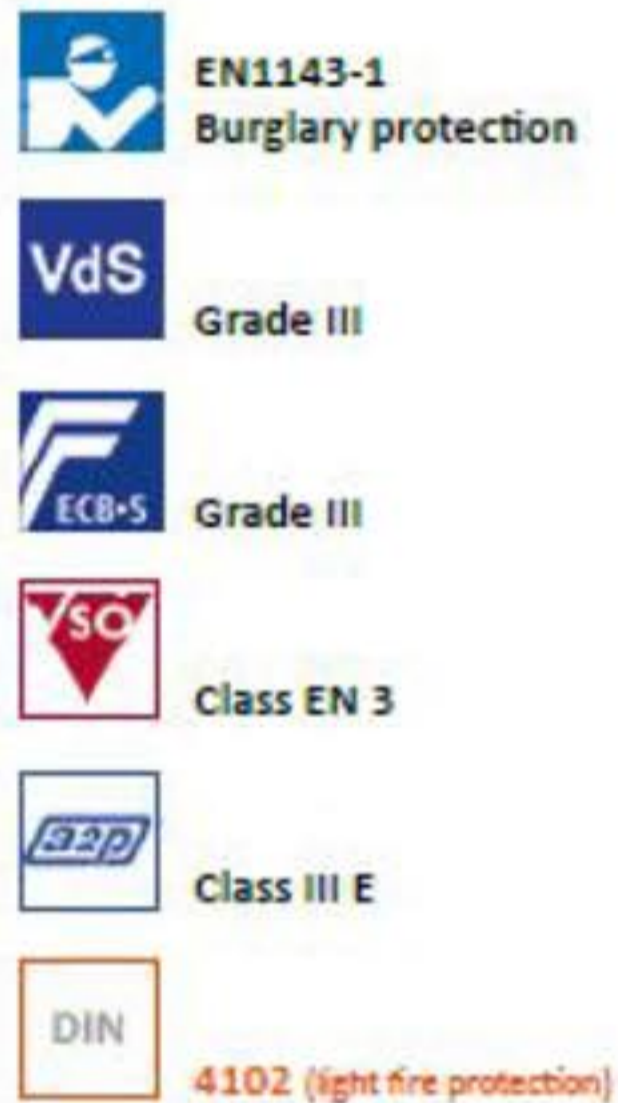 EN1143-1
Burglary protection
VdS
Grade III
ECB•S
Grade III
VSÖ
Class EN 3
a2p
Class III E
DIN
4102 (light fire protection)